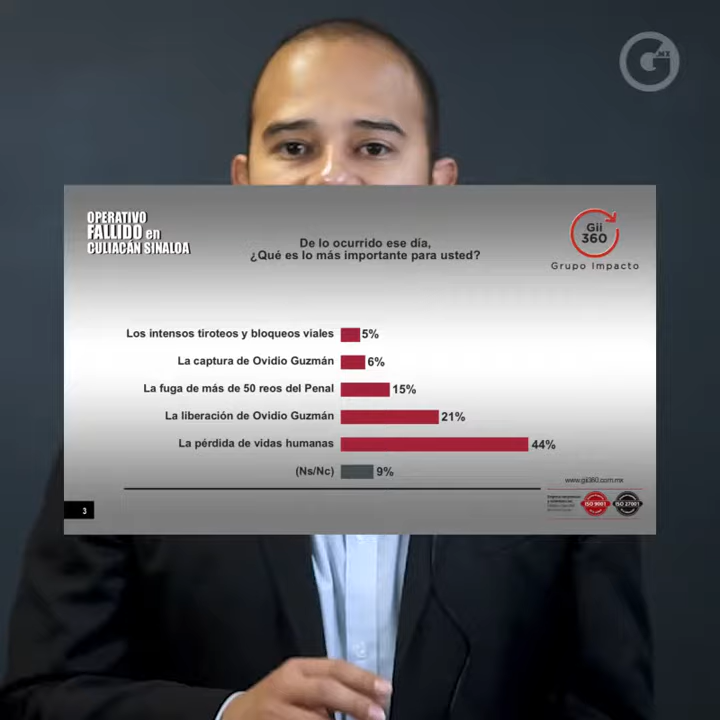 G MX
OPERATIVO
FALLIDO en
CULIACÁN SINALOA
De lo ocurrido ese día,
¿Qué es lo más importante para usted?
Gii
360
Grupo Impacto
Los intensos tiroteos y bloqueos viales 5%
La captura de Ovidio Guzmán 6%
La fuga de más de 50 reos del Penal 15%
La liberación de Ovidio Guzmán 21%
La pérdida de vidas humanas 44%
(Ns/Nc) 9%
www.gii360.com.mx
ISO 9001 ISO 27001
3